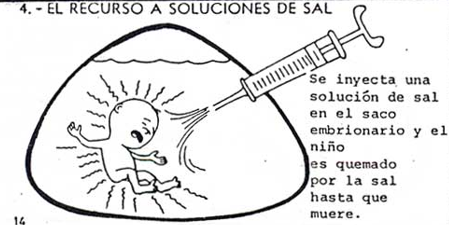 4.- EL RECURSO A SOLUCIONES DE SAL
Se inyecta una
solución de sal
en el saco
embrionario y el
niño
es quemado
por la sal
hasta que
muere.
14